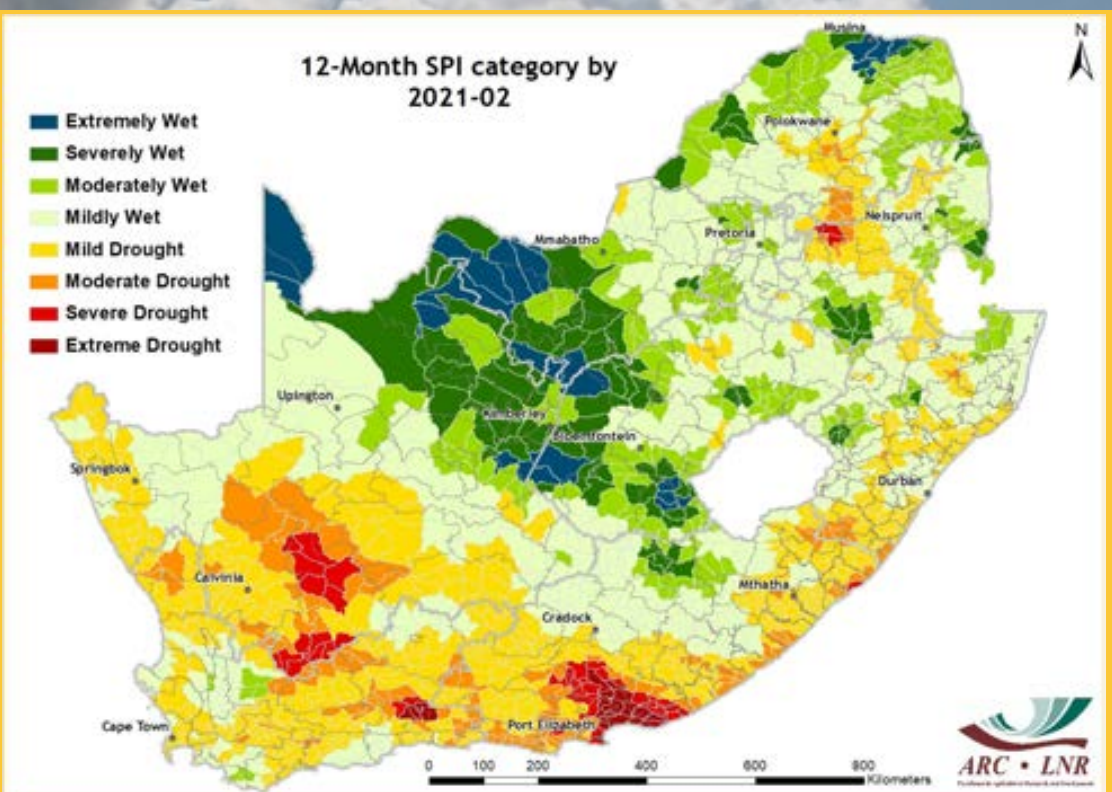 12-Month SPI category by
2021-02
N
Extremely Wet
Severely Wet
Moderately Wet
Mildly Wet
Mild Drought
Moderate Drought
Severe Drought
Extreme Drought
Musina
Polokwane
Nelspruit
Pretoria
Mmabatho
Upington
Kimberley
Bloemfontein
Springbok
Durban
Calvinia
Mthatha
Cradock
Cape Town
Port Elizabeth
0 100 200 400 600 800
Kilometers
ARC • LNR